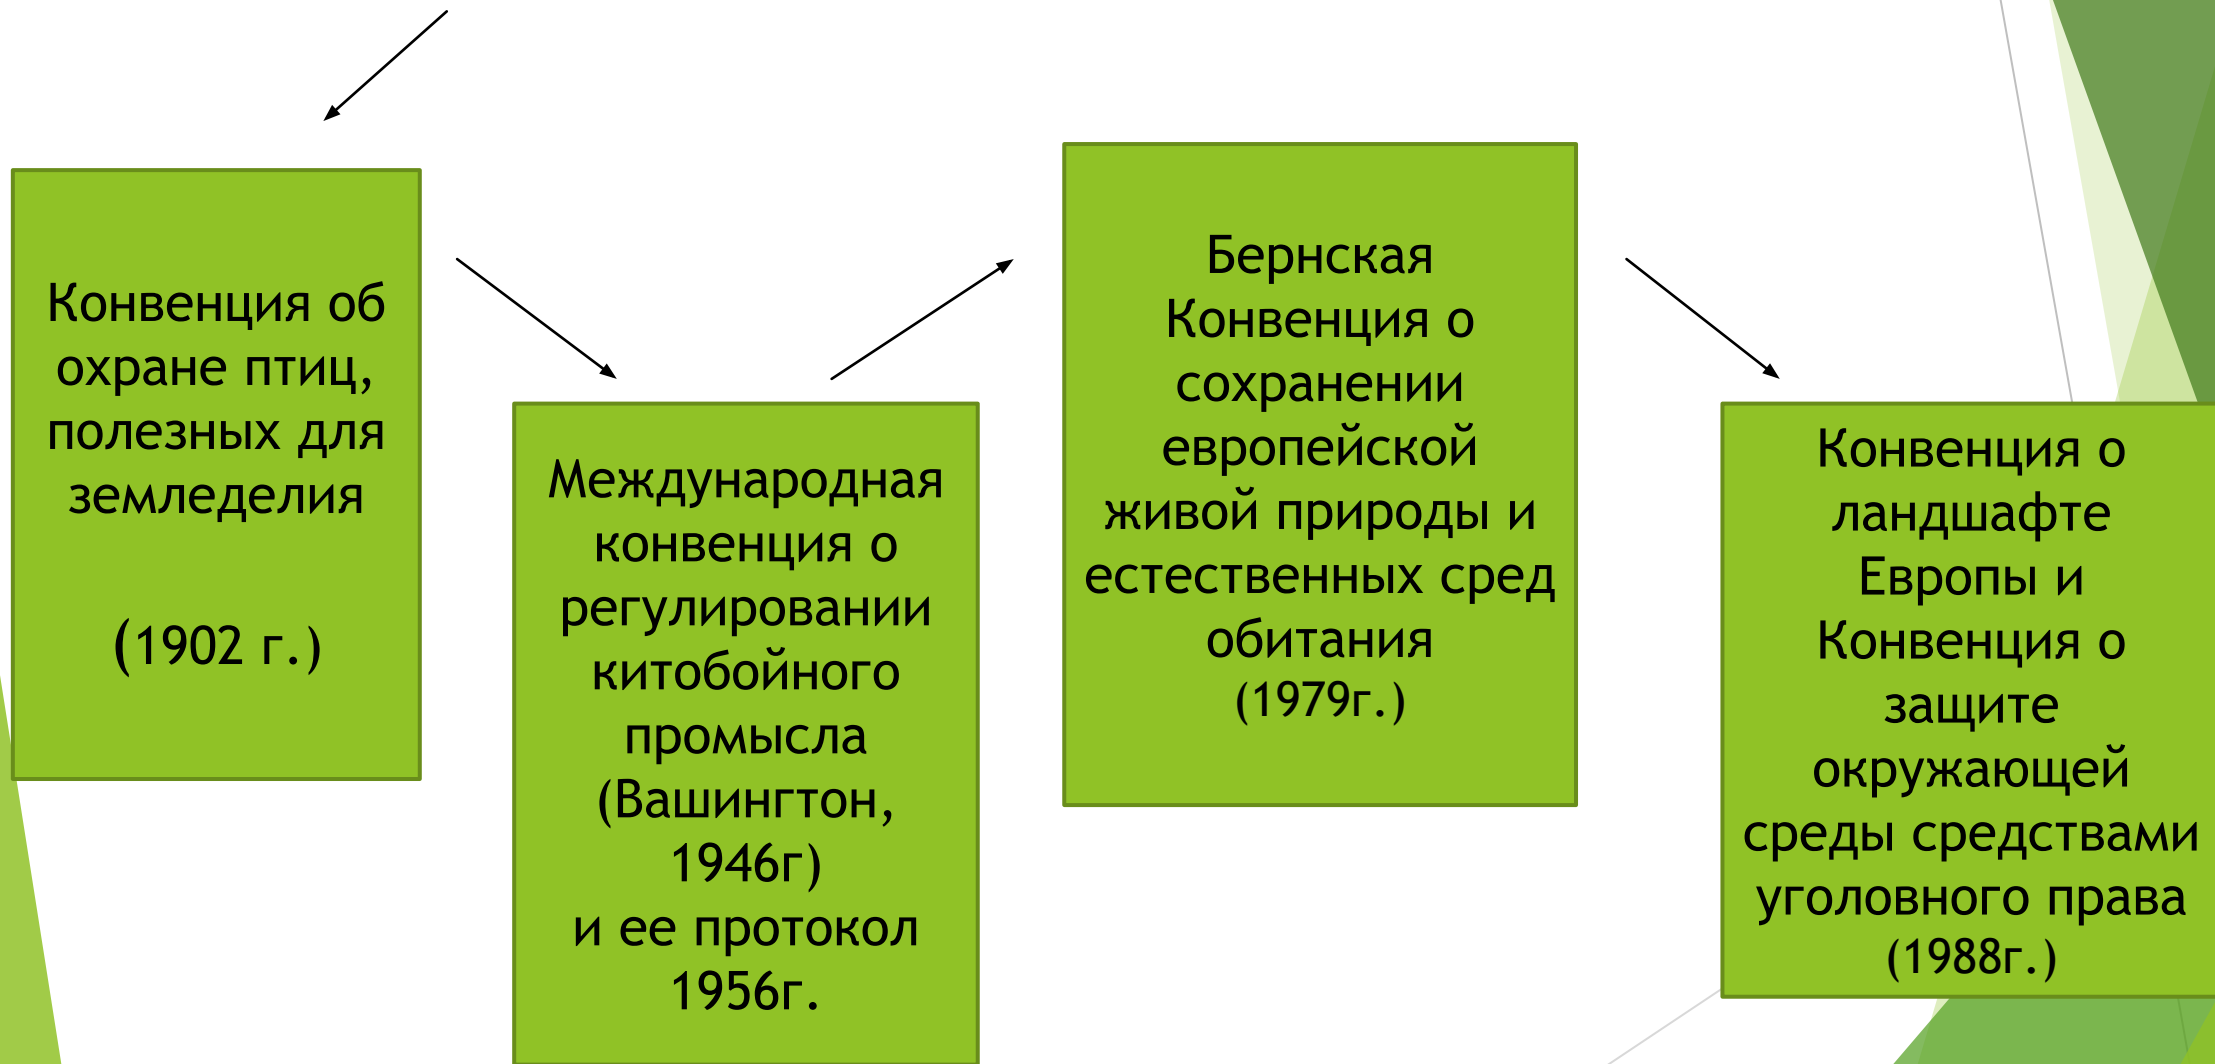 Конвенция об
охране птиц,
полезных для
земледелия
(1902 г.)
Международная
конвенция о
регулировании
китобойного
промысла
(Вашингтон,
1946г)
и ее протокол
1956г.
Бернская
Конвенция о
сохранении
европейской
живой природы и
естественных сред
обитания
(1979г.)
Конвенция о
ландшафте
Европы и
Конвенция о
защите
окружающей
среды средствами
уголовного права
(1988г.)